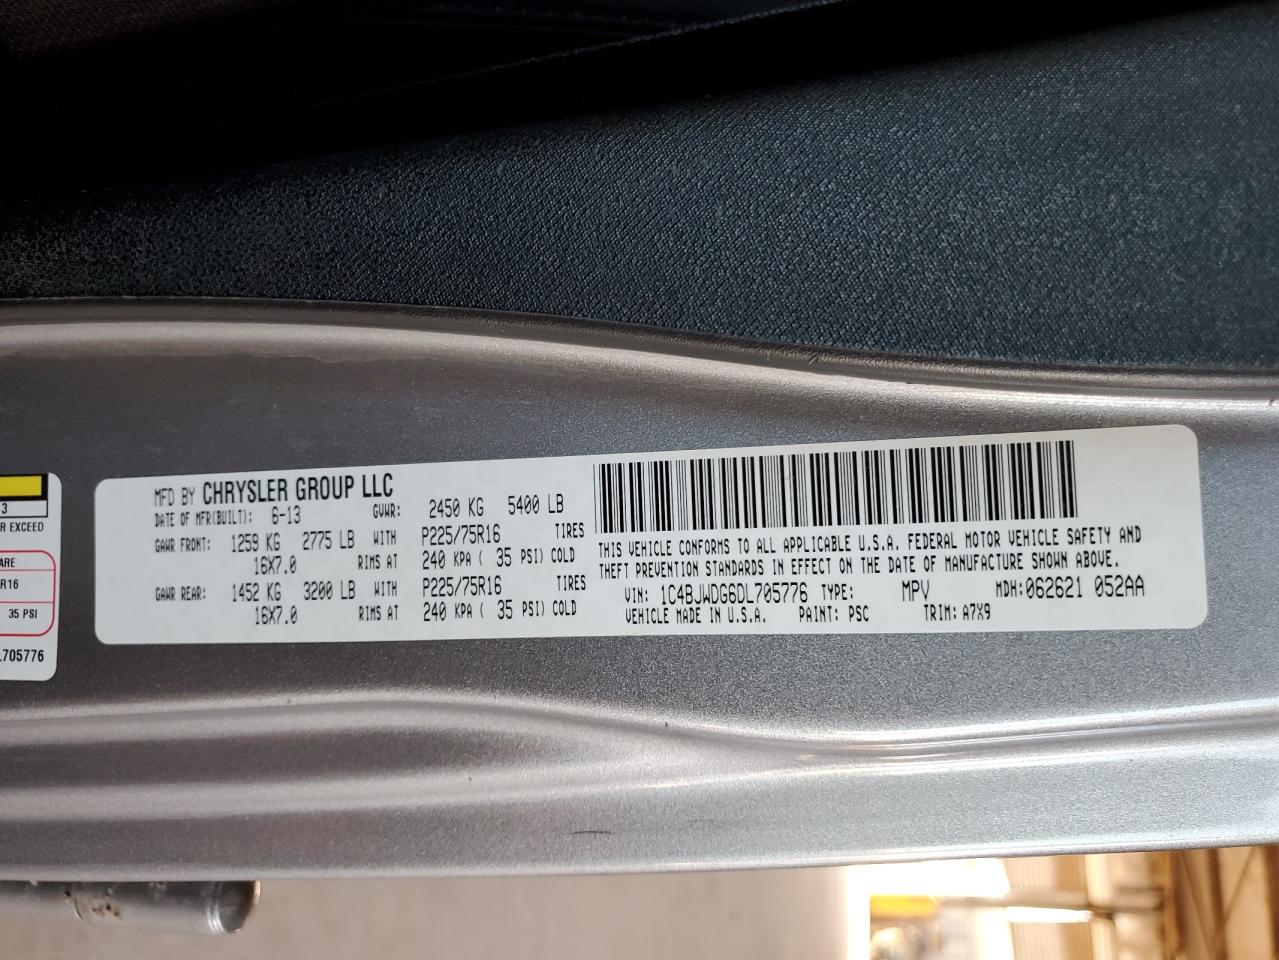 3
R EXCEED
ARE
R16
35 PSI
L705776
MFD BY CHRYSLER GROUP LLC
DATE OF MFR(BUILT): 6-13 GVWR: 2450 KG 5400 LB
GAWR FRONT: 1259 KG 2775 LB WITH P225/75R16 TIRES
16X7.0 RIMS AT 240 KPA ( 35 PSI) COLD
GAWR REAR: 1452 KG 3200 LB WITH P225/75R16 TIRES
16X7.0 RIMS AT 240 KPA ( 35 PSI) COLD
THIS VEHICLE CONFORMS TO ALL APPLICABLE U.S.A. FEDERAL MOTOR VEHICLE SAFETY AND
THEFT PREVENTION STANDARDS IN EFFECT ON THE DATE OF MANUFACTURE SHOWN ABOVE.
VIN: 1C4BJWDG6DL705776 TYPE: MPV MDH:062621 052AA
VEHICLE MADE IN U.S.A. PAINT: PSC TRIM: A7X9